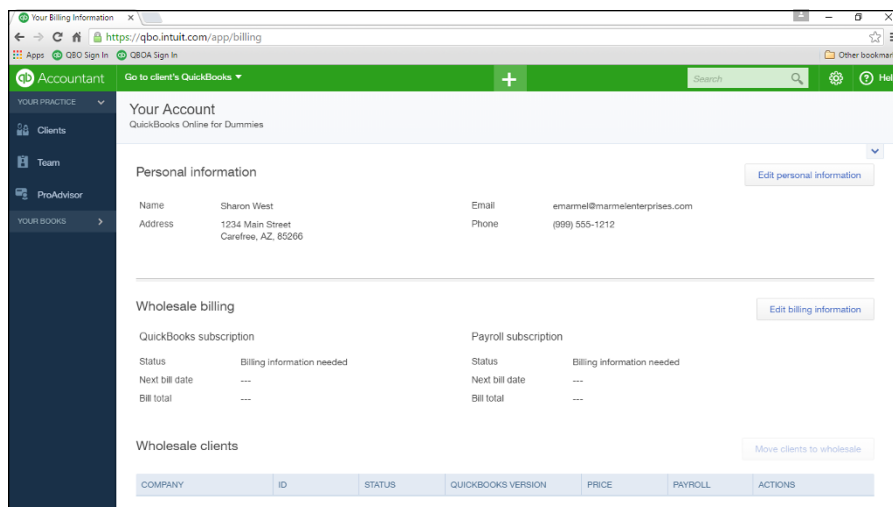 Your Billing Information
https://qbo.intuit.com/app/billing
Apps QBO Sign In QBOA Sign In Other bookmar
qb Accountant Go to client's QuickBooks + Search ? Hel
YOUR PRACTICE
Clients
Team
ProAdvisor
YOUR BOOKS
Your Account
QuickBooks Online for Dummies
Personal information Edit personal information
Name Sharon West Email emarmel@marmelenterprises.com
Address 1234 Main Street Phone (999) 555-1212
Carefree, AZ, 85266
Wholesale billing Edit billing information
QuickBooks subscription Payroll subscription
Status Billing information needed Status Billing information needed
Next bill date --- Next bill date ---
Bill total --- Bill total ---
Wholesale clients Move clients to wholesale
COMPANY ID STATUS QUICKBOOKS VERSION PRICE PAYROLL ACTIONS